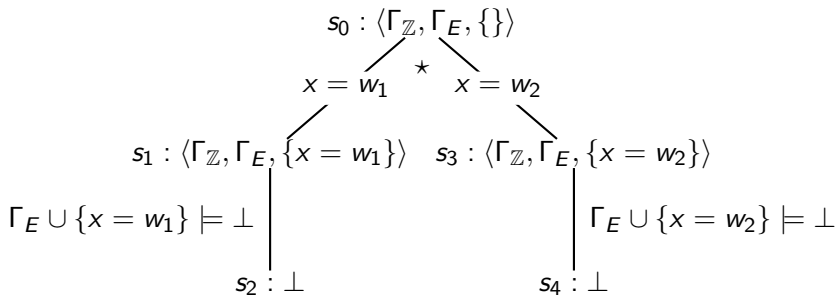 s₀ : ⟨Γ_ℤ, Γ_E, {}⟩
x = w₁ ⋆ x = w₂
s₁ : ⟨Γ_ℤ, Γ_E, {x = w₁}⟩ s₃ : ⟨Γ_ℤ, Γ_E, {x = w₂}⟩
Γ_E ∪ {x = w₁} ⊨ ⊥ Γ_E ∪ {x = w₂} ⊨ ⊥
s₂ : ⊥ s₄ : ⊥